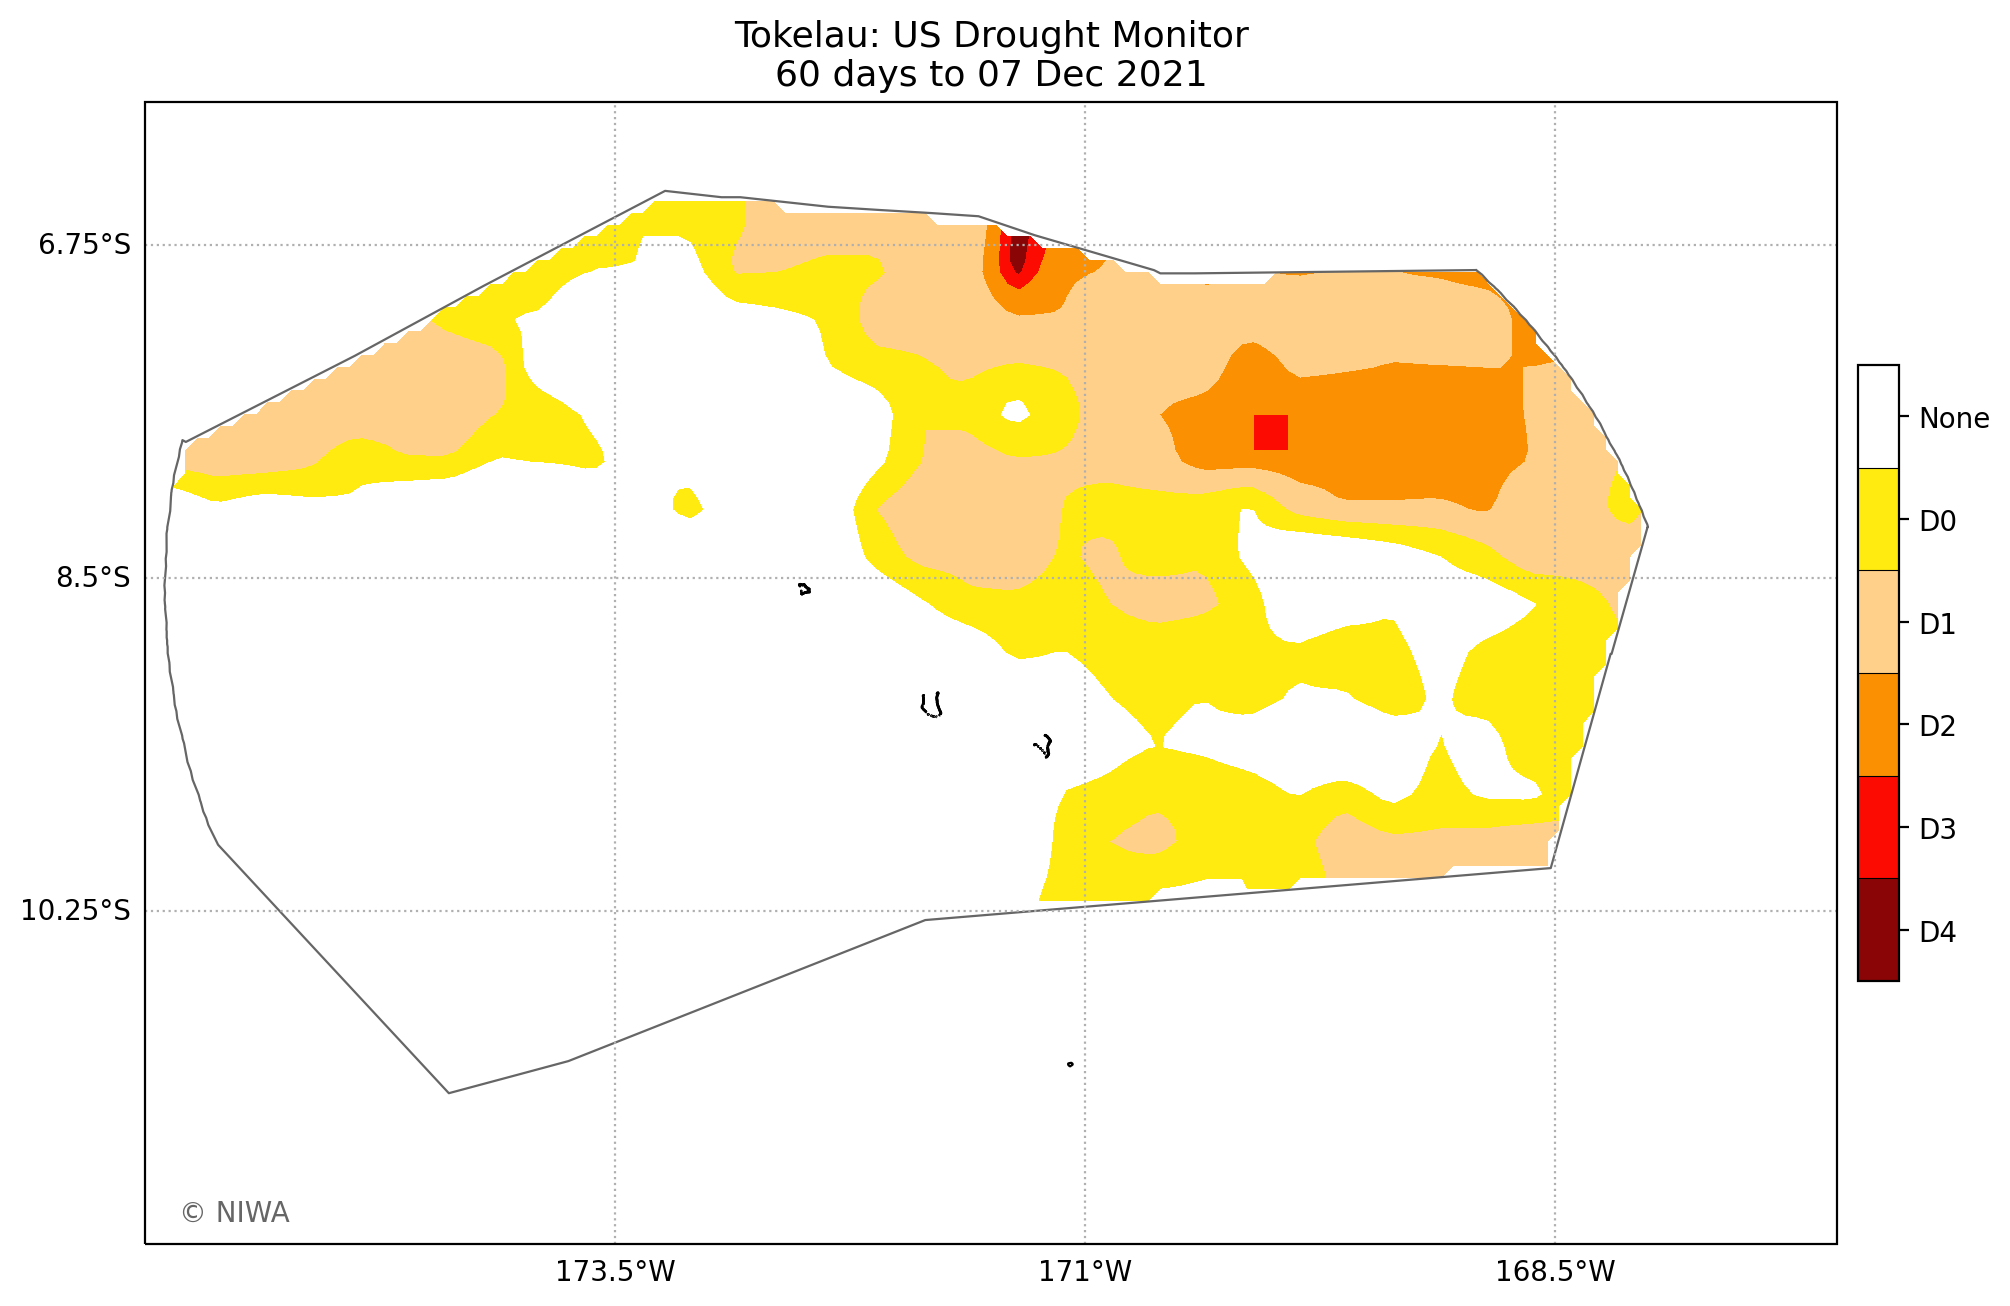 Tokelau: US Drought Monitor
60 days to 07 Dec 2021
6.75°S
8.5°S
10.25°S
173.5°W
171°W
168.5°W
None
D0
D1
D2
D3
D4
© NIWA